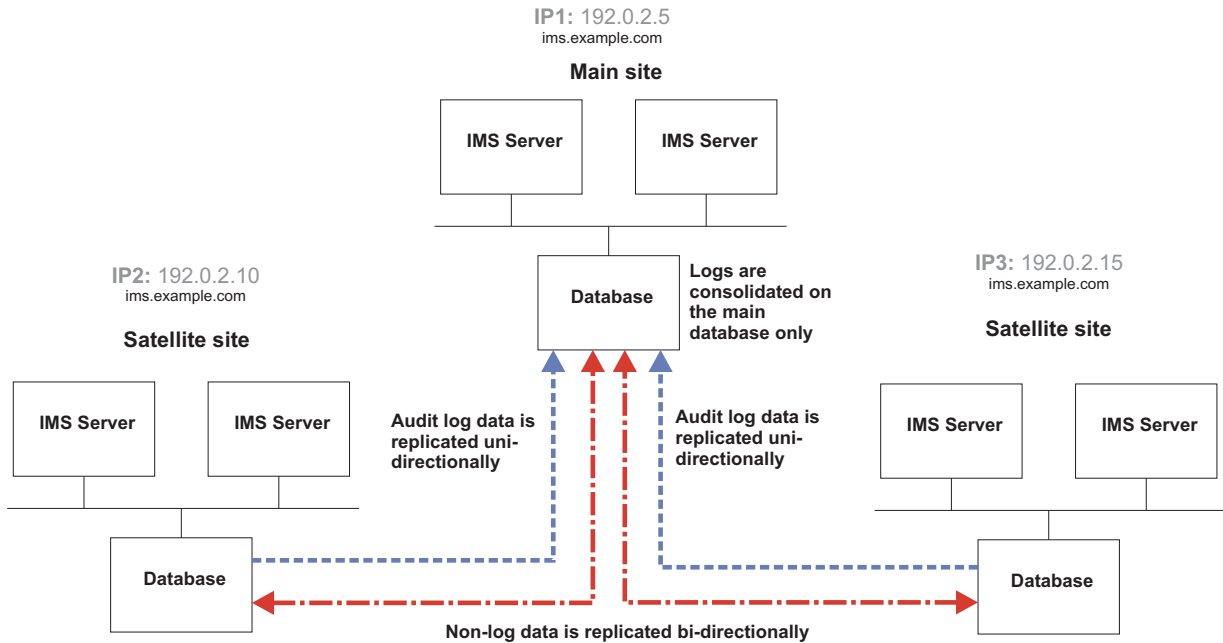 IP1: 192.0.2.5
ims.example.com
Main site
IMS Server
IMS Server
Database
Logs are
consolidated on
the main
database only
IP2: 192.0.2.10
ims.example.com
Satellite site
IMS Server
IMS Server
Database
IP3: 192.0.2.15
ims.example.com
Satellite site
IMS Server
IMS Server
Database
Audit log data is
replicated uni-
directionally
Audit log data is
replicated uni-
directionally
Non-log data is replicated bi-directionally